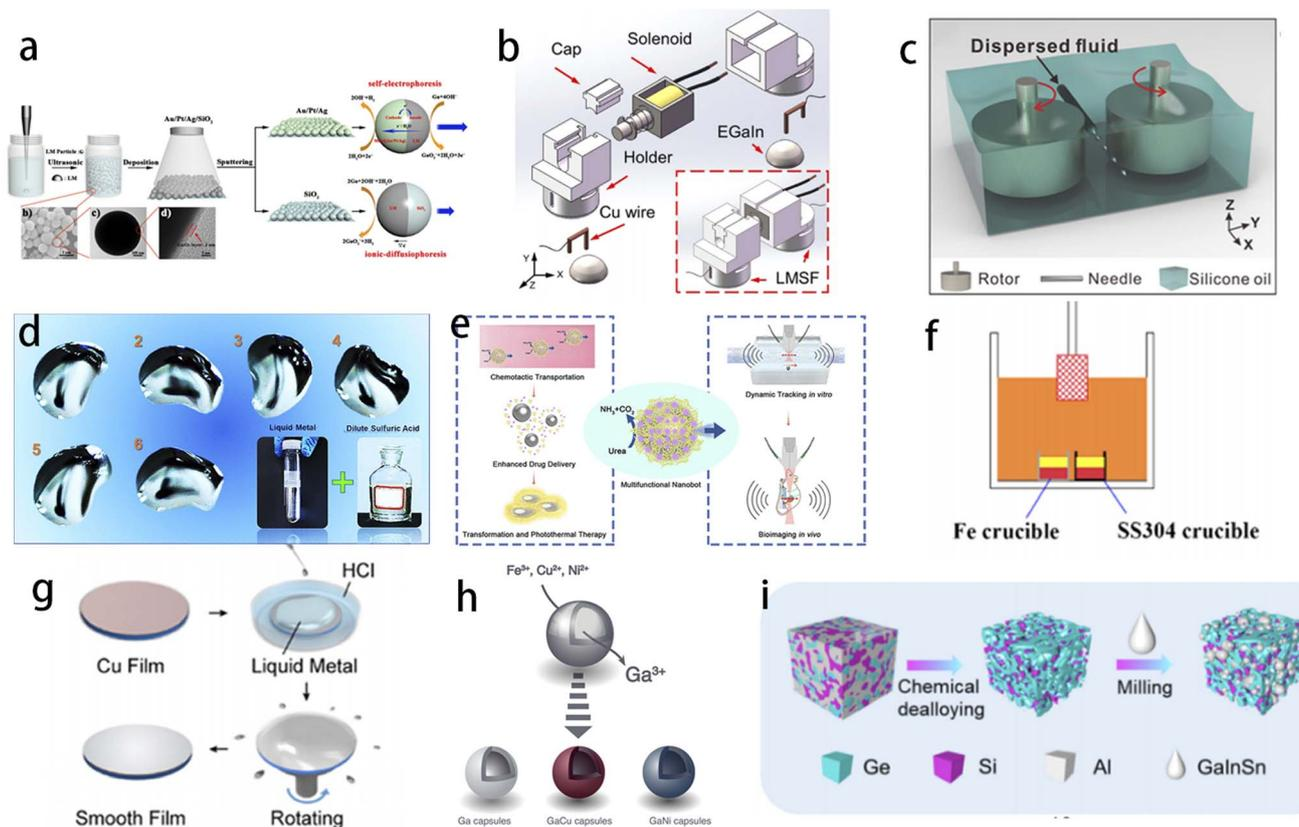 a
Au/Pt/Ag/SiO₂
LM Particle :G
Ultrasonic
:LM
Deposition
Sputtering
Au/Pt/Ag
SiO₂
self-electrophoresis
ionic-diffusiophoresis
b)
c)
d)
b
Cap
Solenoid
Holder
EGaIn
Cu wire
LMSF
Y
X
Z
c
Dispersed fluid
Z
Y
X
Rotor
Needle
Silicone oil
d
2
3
4
5
6
Liquid Metal
Dilute Sulfuric Acid
e
Chemotactic Transportation
Enhanced Drug Delivery
Transformation and Photothermal Therapy
NH₃+CO₂
Urea
Multifunctional Nanobot
Dynamic Tracking in vitro
Bioimaging in vivo
f
Fe crucible
SS304 crucible
g
HCl
Cu Film
Liquid Metal
Smooth Film
Rotating
h
Fe³⁺, Cu²⁺, Ni²⁺
Ga³⁺
Ga capsules
GaCu capsules
GaNi capsules
i
Chemical
dealloying
Milling
Ge
Si
Al
GaInSn